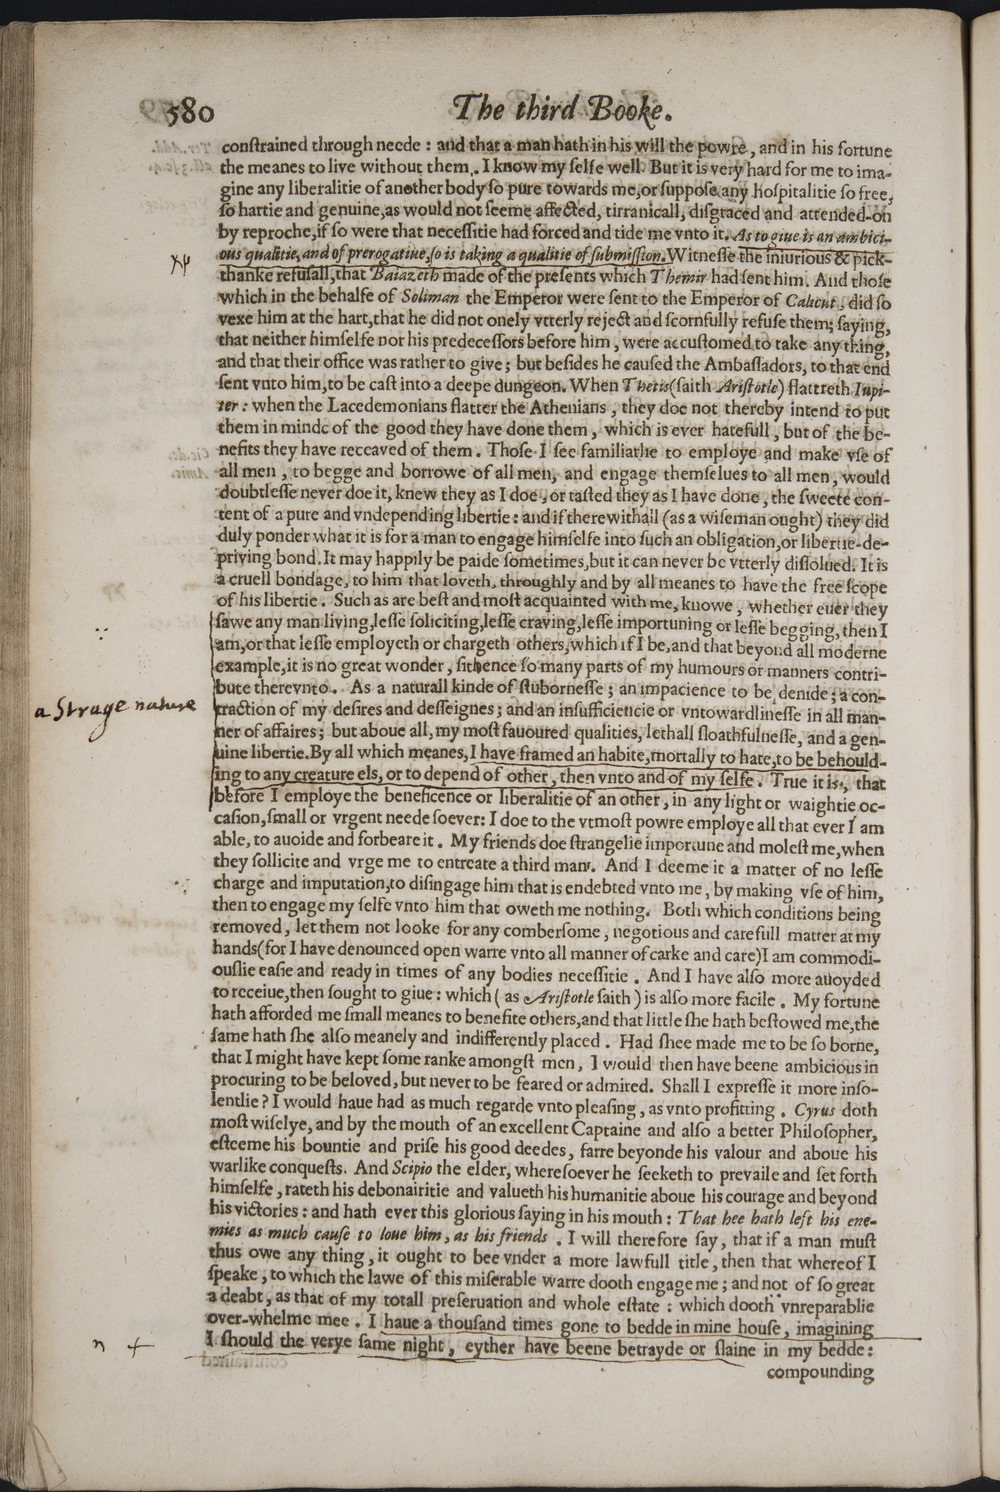 580
The third Booke.
conſtrained through neede : and that a man hath in his will the powre, and in his fortune
the meanes to live without them,. I know my ſelfe well. But it is very hard for me to ima-
gine any liberalitie of another body ſo pure towards me, or ſuppoſe any hoſpitalitie ſo free,
ſo hartie and genuine, as would not ſeeme affected, tirranicall, diſgraced and attended-on
by reproche, if ſo were that neceſſitie had forced and tide me vnto it. As to giue is an ambici-
ous qualitie, and of prerogatiue, ſo is taking a qualitie of ſubmiſſion. Witneſſe the iniurious & pick-
thanke refuſall, that Baiazeth made of the preſents which Themir had ſent him. And thoſe
which in the behalfe of Soliman the Emperor were ſent to the Emperor of Calicut, did ſo
vexe him at the hart, that he did not onely vtterly reject and ſcornfully refuſe them; ſaying,
that neither himſelfe nor his predeceſſors before him, were accuſtomed to take any thing,
and that their office was rather to give; but beſides he cauſed the Ambaſſadors, to that end
ſent vnto him, to be caſt into a deepe dungeon. When Thetis (ſaith Ariſtotle) flattreth Iupi-
ter : when the Lacedemonians flatter the Athenians, they doe not thereby intend to put
them in minde of the good they have done them, which is ever hatefull, but of the be-
nefits they have receaved of them. Thoſe I ſee familiarlie to employe and make vſe of
all men, to begge and borrowe of all men, and engage themſelues to all men, would
doubtleſſe never doe it, knew they as I doe, or taſted they as I have done, the ſweete con-
tent of a pure and vndepending libertie : and if therewithall (as a wiſeman ought) they did
duly ponder what it is for a man to engage himſelfe into ſuch an obligation, or libertie-de-
priving bond. It may happily be paide ſometimes, but it can never be vtterly diſſolued. It is
a cruell bondage, to him that loveth, throughly and by all meanes to have the free ſcope
of his libertie. Such as are beſt and moſt acquainted with me, knowe, whether euer they
ſawe any man living, leſſe ſoliciting, leſſe craving, leſſe importuning or leſſe begging, then I
am, or that leſſe employeth or chargeth others, which if I be, and that beyond all moderne
example, it is no great wonder, ſithence ſo many parts of my humours or manners contri-
bute therevnto. As a naturall kinde of ſtuborneſſe; an impacience to be denide; a con-
a Strage nature
traction of my deſires and deſſeignes; and an inſufficiencie or vntowardlineſſe in all man-
ner of affaires; but aboue all, my moſt fauoured qualities, lethall ſloathfulneſſe, and a gen-
uine libertie. By all which meanes, I have framed an habite, mortally to hate, to be behould-
ing to any creature els, or to depend of other, then vnto and of my ſelfe. True it is, that
before I employe the beneficence or liberalitie of an other, in any light or waightie oc-
caſion, ſmall or vrgent neede ſoever: I doe to the vtmoſt powre employe all that ever I am
able, to auoide and forbeare it. My friends doe ſtrangelie importune and moleſt me, when
they ſollicite and vrge me to entreate a third man. And I deeme it a matter of no leſſe
charge and imputation, to diſingage him that is endebted vnto me, by making vſe of him,
then to engage my ſelfe vnto him that oweth me nothing. Both which conditions being
removed, let them not looke for any comberſome, negotious and carefull matter at my
hands (for I have denounced open warre vnto all manner of carke and care) I am commodi-
ouſlie eaſie and ready in times of any bodies neceſſitie. And I have alſo more auoyded
to receiue, then ſought to giue: which (as Ariſtotle ſaith) is alſo more facile. My fortune
hath afforded me ſmall meanes to benefite others, and that little ſhe hath beſtowed me, the
ſame hath ſhe alſo meanely and indifferently placed. Had ſhee made me to be ſo borne,
that I might have kept ſome ranke amongſt men, I would then have beene ambicious in
procuring to be beloved, but never to be feared or admired. Shall I expreſſe it more inſo-
lentlie? I would haue had as much regarde vnto pleaſing, as vnto profitting. Cyrus doth
moſt wiſelye, and by the mouth of an excellent Captaine and alſo a better Philoſopher,
eſteeme his bountie and priſe his good deedes, farre beyonde his valour and aboue his
warlike conqueſts. And Scipio the elder, whereſoever he ſeeketh to prevaile and ſet forth
himſelfe, rateth his debonairitie and valueth his humanitie aboue his courage and beyond
his victories : and hath ever this glorious ſaying in his mouth : That hee hath left his ene-
mies as much cauſe to loue him, as his friends. I will therefore ſay, that if a man muſt
thus owe any thing, it ought to bee vnder a more lawfull title, then that whereof I
ſpeake, to which the lawe of this miſerable warre dooth engage me; and not of ſo great
a deabt, as that of my totall preſeruation and whole eſtate : which dooth vnreparablie
over-whelme mee. I haue a thouſand times gone to bedde in mine houſe, imagining
n +
I ſhould the verye ſame night, eyther have beene betrayde or ſlaine in my bedde:
compounding